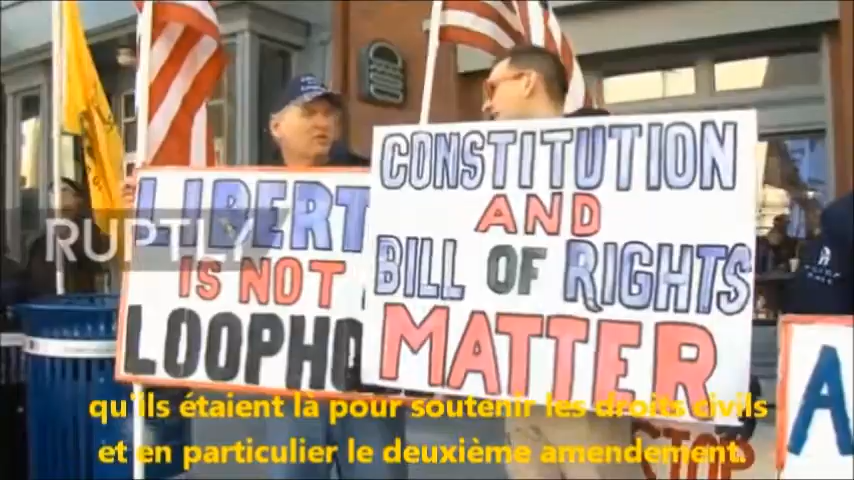 LIBERT
IS NOT
LOOPHO
CONSTITUTION
AND
BILL OF RIGHTS
MATTER
RUPTLY
STOP
qu'ils étaient là pour soutenir les droits civils
et en particulier le deuxième amendement.